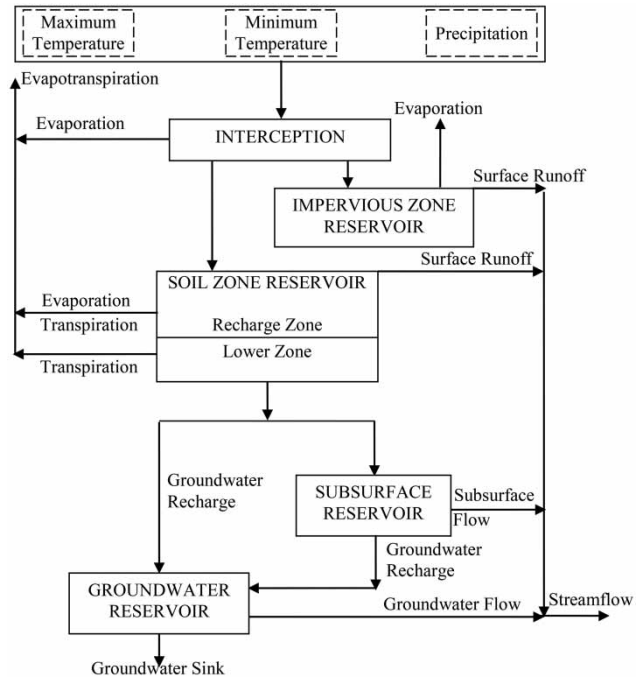 Maximum
Temperature
Minimum
Temperature
Precipitation
Evapotranspiration
Evaporation
Evaporation
INTERCEPTION
Surface Runoff
IMPERVIOUS ZONE
RESERVOIR
Surface Runoff
SOIL ZONE RESERVOIR
Evaporation
Transpiration
Recharge Zone
Lower Zone
Transpiration
Groundwater
Recharge
SUBSURFACE
RESERVOIR
Subsurface
Flow
Groundwater
Recharge
GROUNDWATER
RESERVOIR
Groundwater Flow
Streamflow
Groundwater Sink